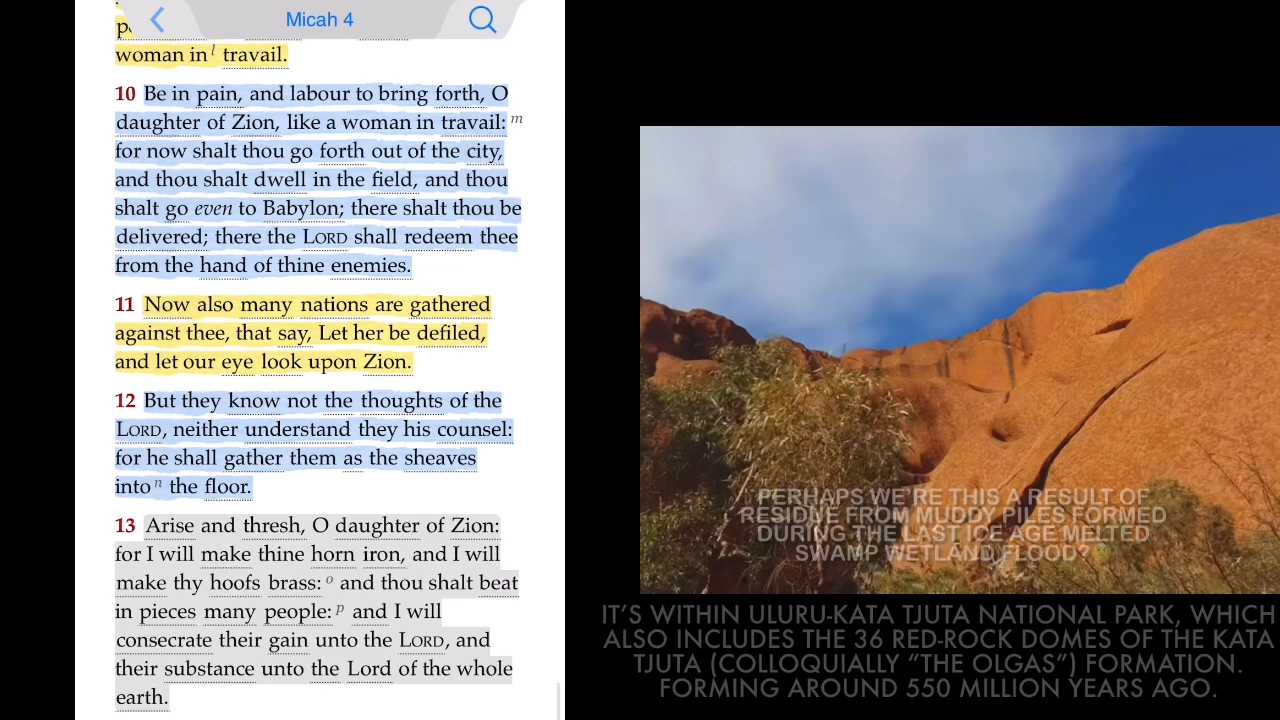 Micah 4
woman in l travail.
10 Be in pain, and labour to bring forth, O
daughter of Zion, like a woman in travail: m
for now shalt thou go forth out of the city,
and thou shalt dwell in the field, and thou
shalt go even to Babylon; there shalt thou be
delivered; there the LORD shall redeem thee
from the hand of thine enemies.
11 Now also many nations are gathered
against thee, that say, Let her be defiled,
and let our eye look upon Zion.
12 But they know not the thoughts of the
LORD, neither understand they his counsel:
for he shall gather them as the sheaves
into n the floor.
13 Arise and thresh, O daughter of Zion:
for I will make thine horn iron, and I will
make thy hoofs brass: o and thou shalt beat
in pieces many people: p and I will
consecrate their gain unto the LORD, and
their substance unto the Lord of the whole
earth.
PERHAPS WE'RE THIS A RESULT OF
RESIDUE FROM MUDDY PILES FORMED
DURING THE LAST ICE AGE MELTED
SWAMP WETLAND FLOOD?
IT'S WITHIN ULURU-KATA TJUTA NATIONAL PARK, WHICH
ALSO INCLUDES THE 36 RED-ROCK DOMES OF THE KATA
TJUTA (COLLOQUIALLY “THE OLGAS”) FORMATION.
FORMING AROUND 550 MILLION YEARS AGO.